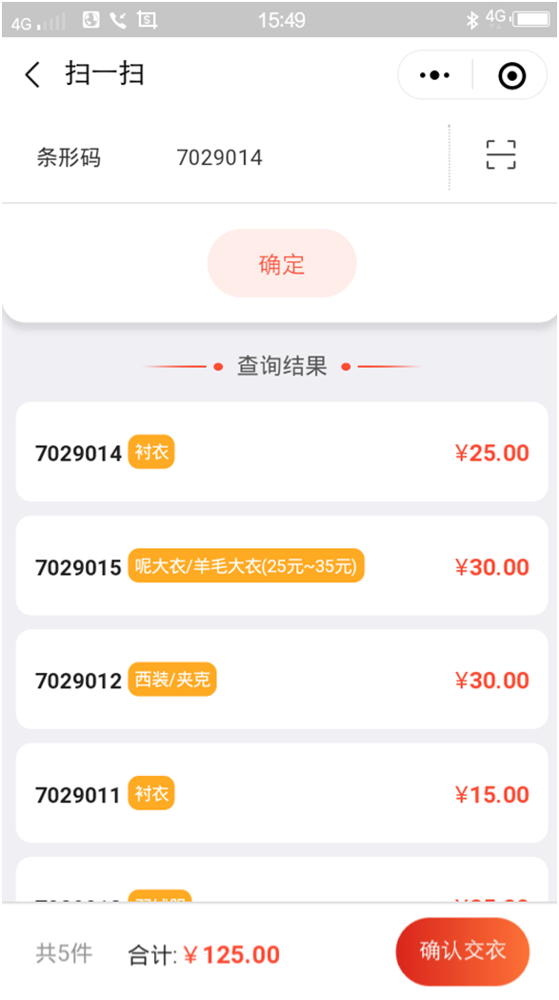 4G 15:49 4G
扫一扫
条形码 7029014
确定
查询结果
7029014 衬衣 ¥25.00
7029015 呢大衣/羊毛大衣(25元~35元) ¥30.00
7029012 西装/夹克 ¥30.00
7029011 衬衣 ¥15.00
共5件 合计:¥125.00 确认交衣